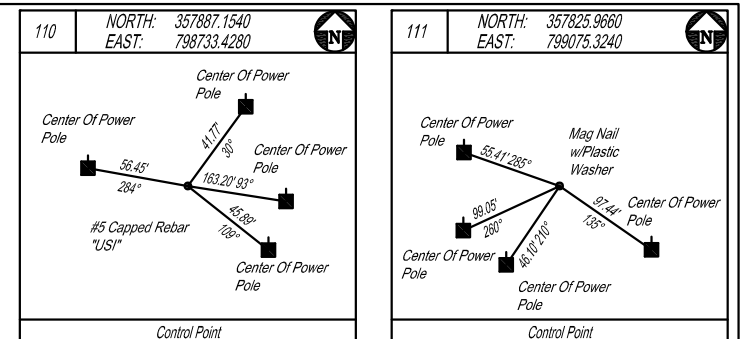 110
NORTH: 357887.1540
EAST: 798733.4280
N
Center Of Power
Pole
Center Of Power
Pole
41.77'
30°
Center Of Power
Pole
56.45'
284°
163.20' 93°
45.89'
109°
#5 Capped Rebar
"USI"
Center Of Power
Pole
Control Point
111
NORTH: 357825.9660
EAST: 799075.3240
N
Center Of Power
Pole
Mag Nail
w/Plastic
Washer
55.41' 285°
99.05'
260°
97.44'
135°
Center Of Power
Pole
46.10' 210°
Center Of Power
Pole
Center Of Power
Pole
Control Point